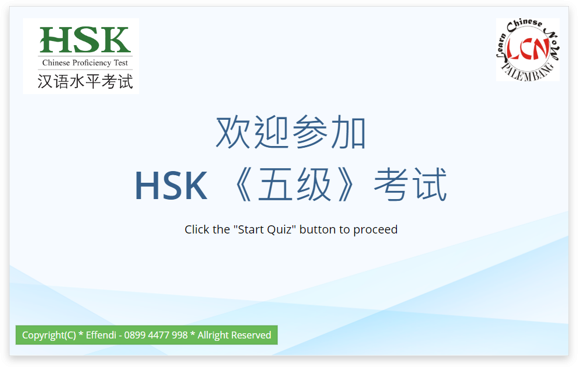 HSK
Chinese Proficiency Test
汉语水平考试
Learn Chinese NoW
LCN
PALEMBANG
欢迎参加
HSK 《五级》考试
Click the "Start Quiz" button to proceed
Copyright(C) * Effendi - 0899 4477 998 * Allright Reserved